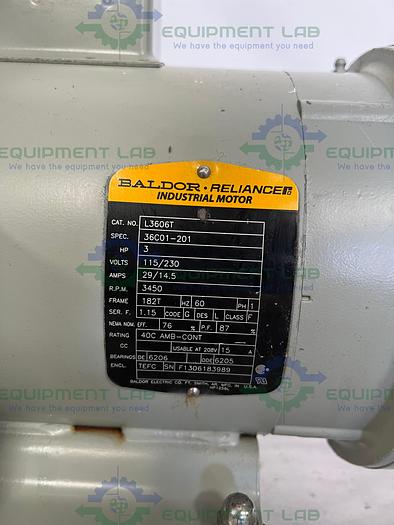 EQUIPMENT LAB
We have the equipment you need
EQUIPMENT LAB
We have the equipment you need
EQUIPMENT LAB
We have the equipment you need
BALDOR · RELIANCE
INDUSTRIAL MOTOR
CAT. NO. L3606T
SPEC. 36C01-201
HP 3
VOLTS 115/230
AMPS 29/14.5
R.P.M. 3450
FRAME 182T HZ 60 PH 1
SER. F. 1.15 CODE G DES L CLASS F
NEMA NOM. EFF. 76 % P.F. 87 %
RATING 40C AMB-CONT
CC USABLE AT 208V 15 A
BEARINGS DE 6206 ODE 6205
ENCL. TEFC SN F1306183989
BALDOR ELECTRIC CO. FT. SMITH, AR. MFG. IN U.S.A.
EQUIPMENT LAB
We have the equipment you need
EQUIPMENT LAB
We have the equipment you need